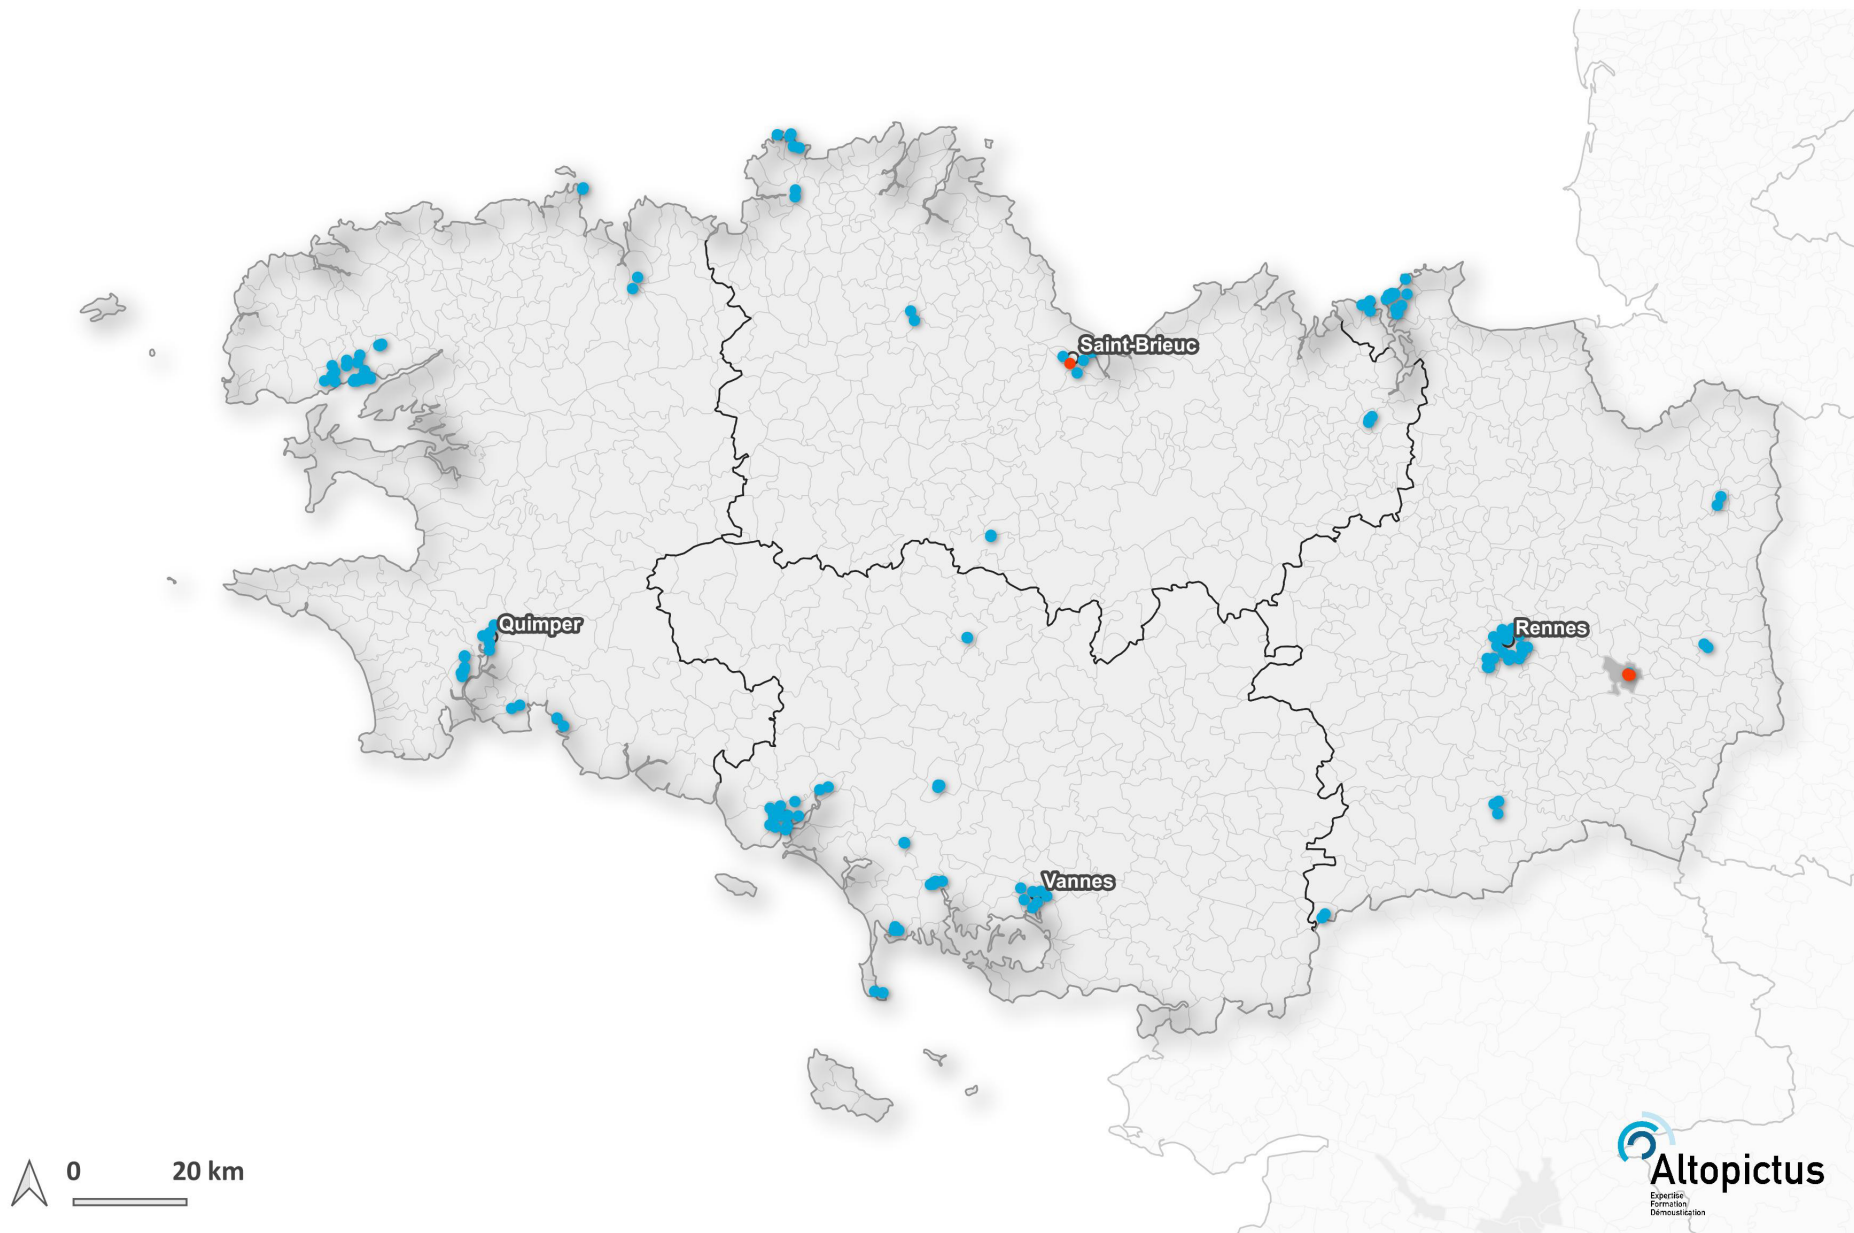 Saint-Brieuc
Quimper
Rennes
Vannes
0 20 km
Altopictus
Expertise
Formation
Démoustication